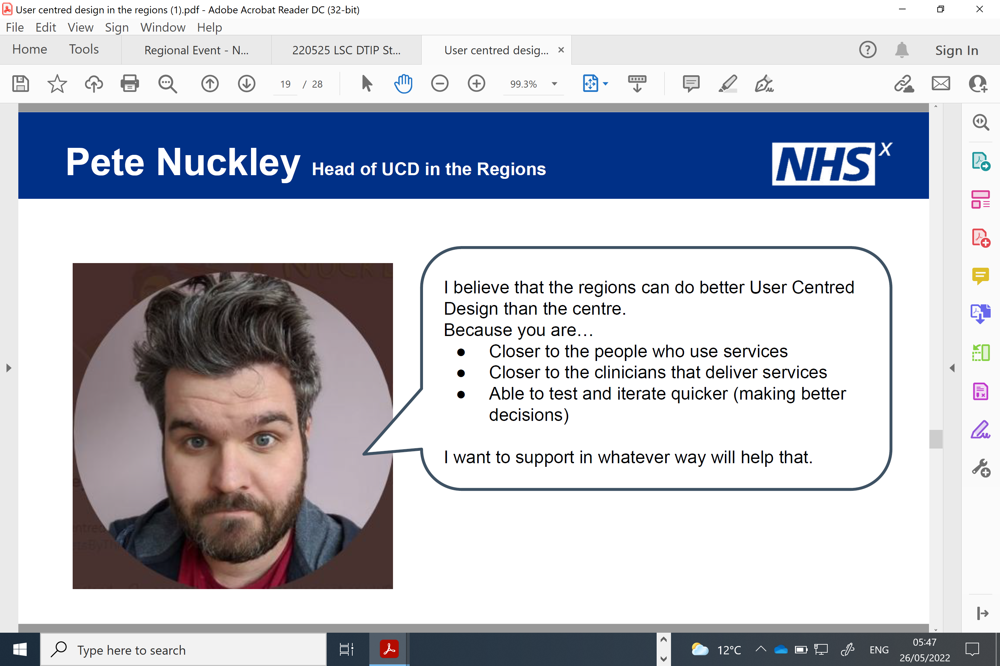 User centred design in the regions (1).pdf - Adobe Acrobat Reader DC (32-bit)
File Edit View Sign Window Help
Home Tools Regional Event - N... 220525 LSC DTIP St... User centred desig... Sign In
19 / 28 99.3%
Pete Nuckley Head of UCD in the Regions
NHS X
I believe that the regions can do better User Centred
Design than the centre.
Because you are…
● Closer to the people who use services
● Closer to the clinicians that deliver services
● Able to test and iterate quicker (making better
decisions)
I want to support in whatever way will help that.
Type here to search
12°C
ENG
05:47
26/05/2022